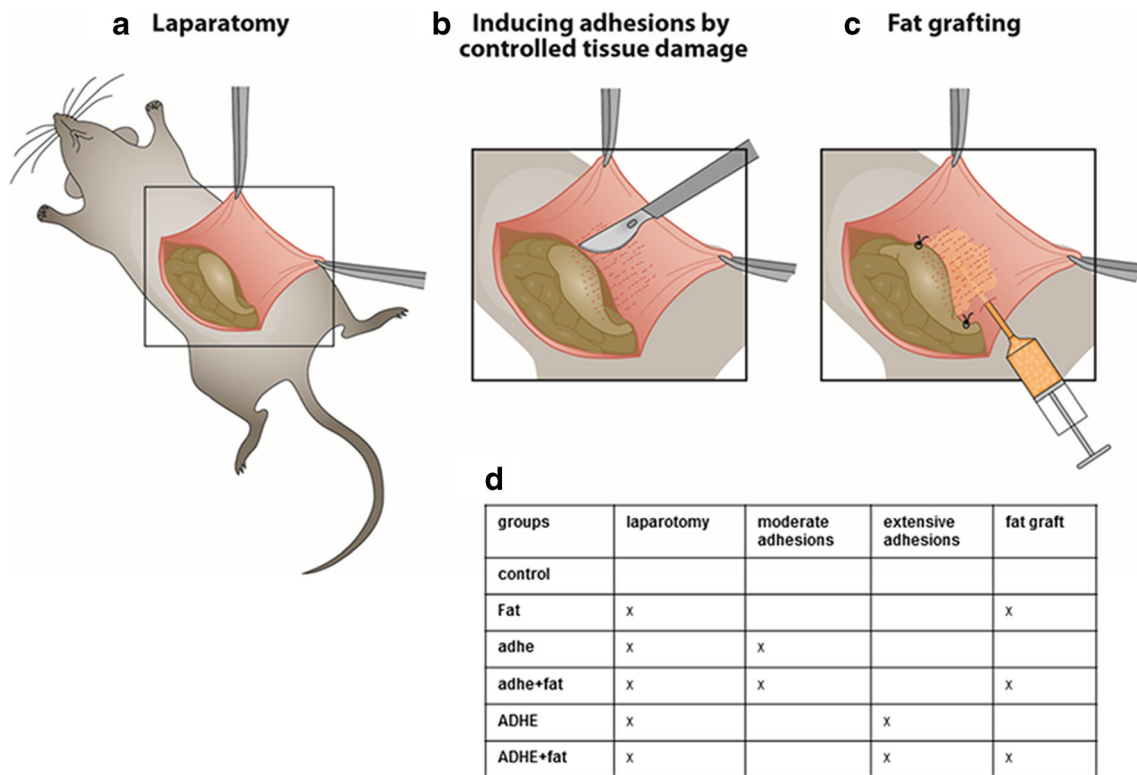 a Laparatomy
b Inducing adhesions by
controlled tissue damage
c Fat grafting
d
groups laparotomy moderate adhesions extensive adhesions fat graft
control
Fat x x
adhe x x
adhe+fat x x x
ADHE x x
ADHE+fat x x x